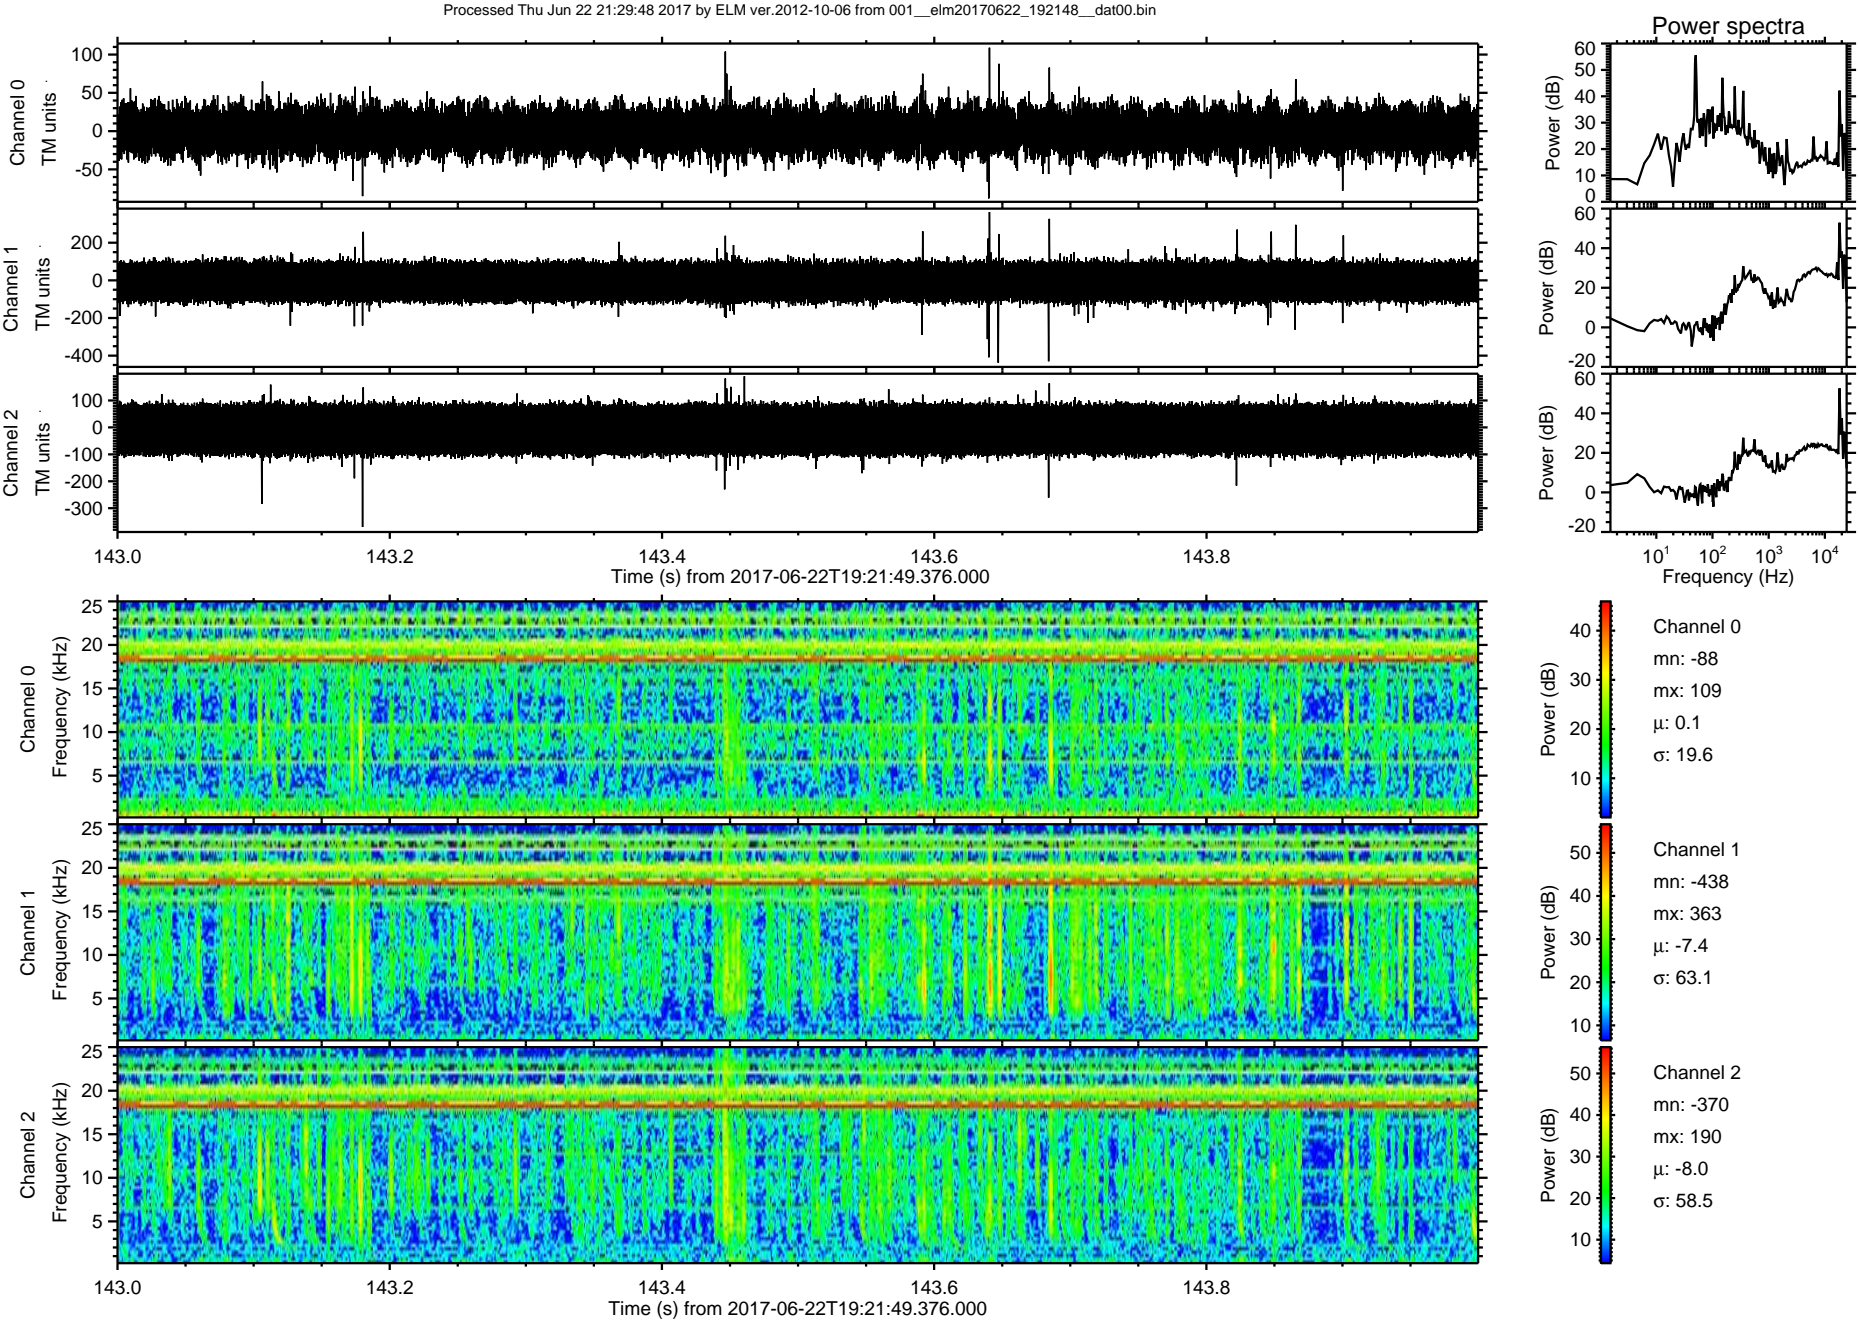 Processed Thu Jun 22 21:29:48 2017 by ELM ver.2012-10-06 from 001__elm20170622_192148__dat00.bin
Power spectra
Channel 0
TM units
100
50
0
-50
Power (dB)
60
50
40
30
20
10
0
Channel 1
TM units
200
0
-200
-400
Power (dB)
60
40
20
0
-20
Channel 2
TM units
100
0
-100
-200
-300
Power (dB)
60
40
20
0
-20
143.0 143.2 143.4 143.6 143.8
Time (s) from 2017-06-22T19:21:49.376.000
10^1 10^2 10^3 10^4
Frequency (Hz)
Channel 0
Frequency (kHz)
25
20
15
10
5
Power (dB)
40
30
20
10
Channel 0
mn: -88
mx: 109
μ: 0.1
σ: 19.6
Channel 1
Frequency (kHz)
25
20
15
10
5
Power (dB)
50
40
30
20
10
Channel 1
mn: -438
mx: 363
μ: -7.4
σ: 63.1
Channel 2
Frequency (kHz)
25
20
15
10
5
Power (dB)
50
40
30
20
10
Channel 2
mn: -370
mx: 190
μ: -8.0
σ: 58.5
143.0 143.2 143.4 143.6 143.8
Time (s) from 2017-06-22T19:21:49.376.000